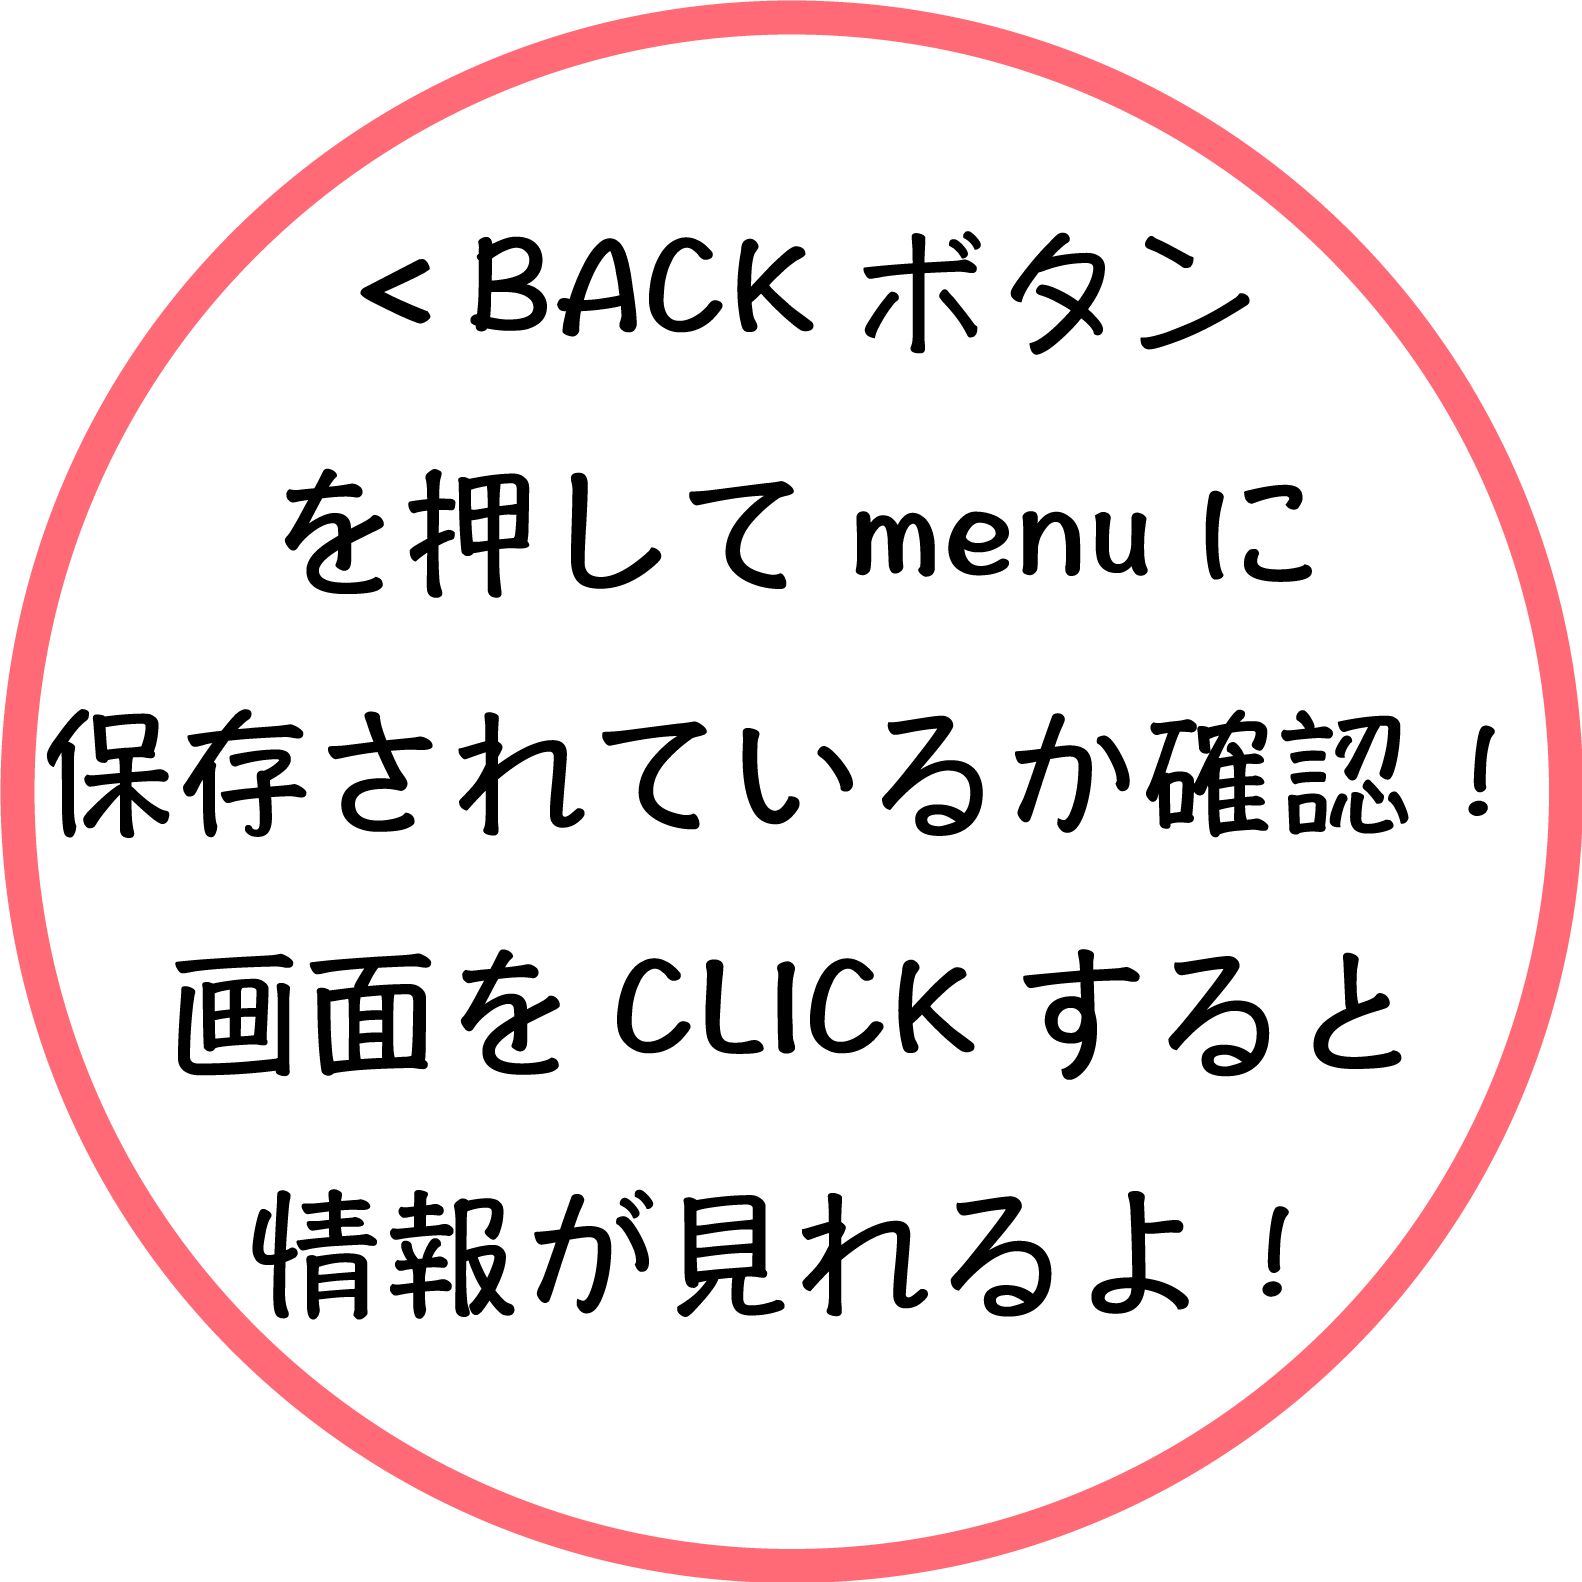 < BACK ボタン
を押して menu に
保存されているか確認！
画面を CLICK すると
情報が見れるよ！